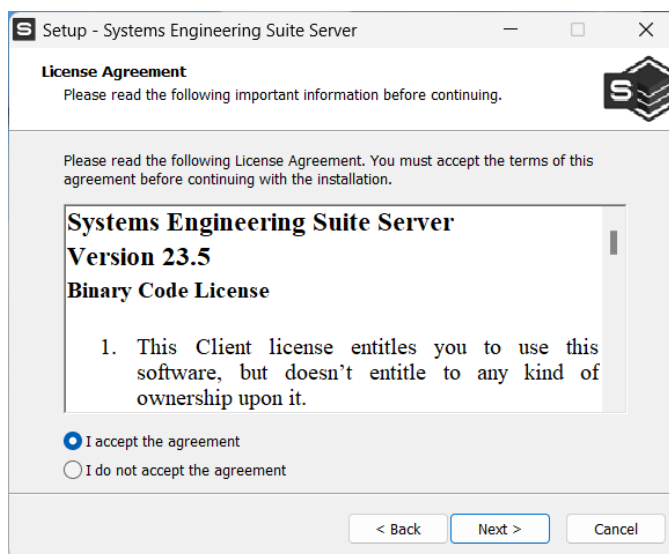 S Setup - Systems Engineering Suite Server
License Agreement
Please read the following important information before continuing.
S
Please read the following License Agreement. You must accept the terms of this
agreement before continuing with the installation.
Systems Engineering Suite Server
Version 23.5
Binary Code License
1. This Client license entitles you to use this
software, but doesn’t entitle to any kind of
ownership upon it.
I accept the agreement
I do not accept the agreement
< Back Next > Cancel